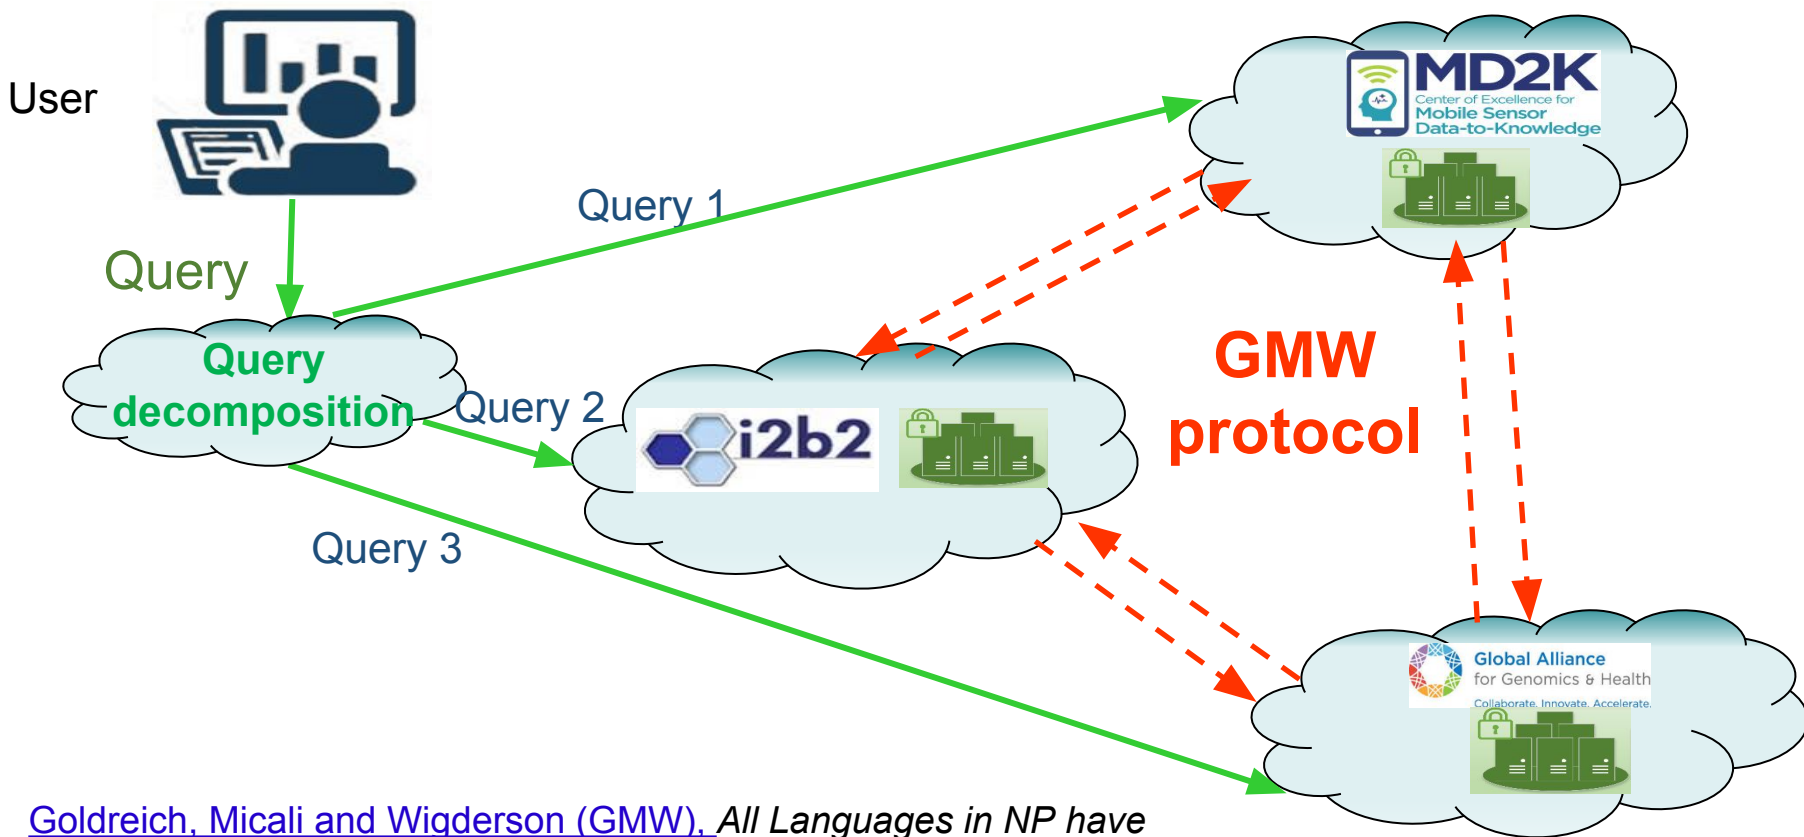 User
MD2K
Center of Excellence for
Mobile Sensor
Data-to-Knowledge
Query 1
Query
Query
decomposition
GMW
protocol
Query 2
i2b2
Query 3
Global Alliance
for Genomics & Health
Collaborate. Innovate. Accelerate.
Goldreich, Micali and Wigderson (GMW), All Languages in NP have